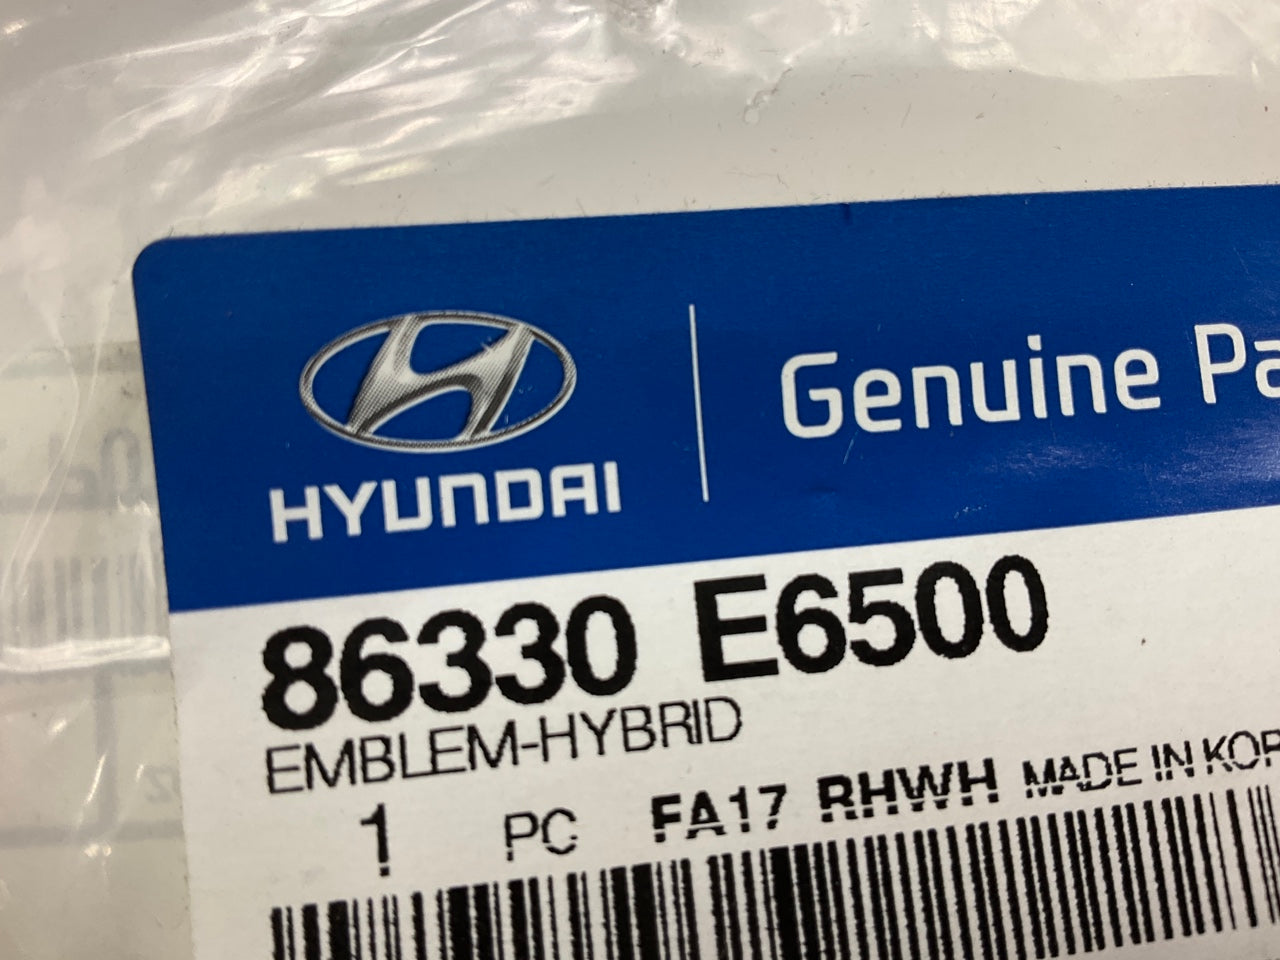 HYUNDAI
Genuine Pa
86330 E6500
EMBLEM-HYBRID
1 PC FA17 RHWH MADE IN KOR